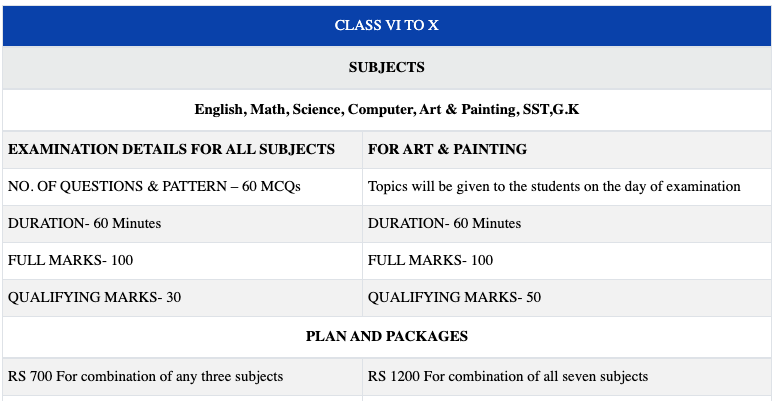 CLASS VI TO X
SUBJECTS
English, Math, Science, Computer, Art & Painting, SST,G.K
EXAMINATION DETAILS FOR ALL SUBJECTS
FOR ART & PAINTING
NO. OF QUESTIONS & PATTERN – 60 MCQs
Topics will be given to the students on the day of examination
DURATION- 60 Minutes
DURATION- 60 Minutes
FULL MARKS- 100
FULL MARKS- 100
QUALIFYING MARKS- 30
QUALIFYING MARKS- 50
PLAN AND PACKAGES
RS 700 For combination of any three subjects
RS 1200 For combination of all seven subjects